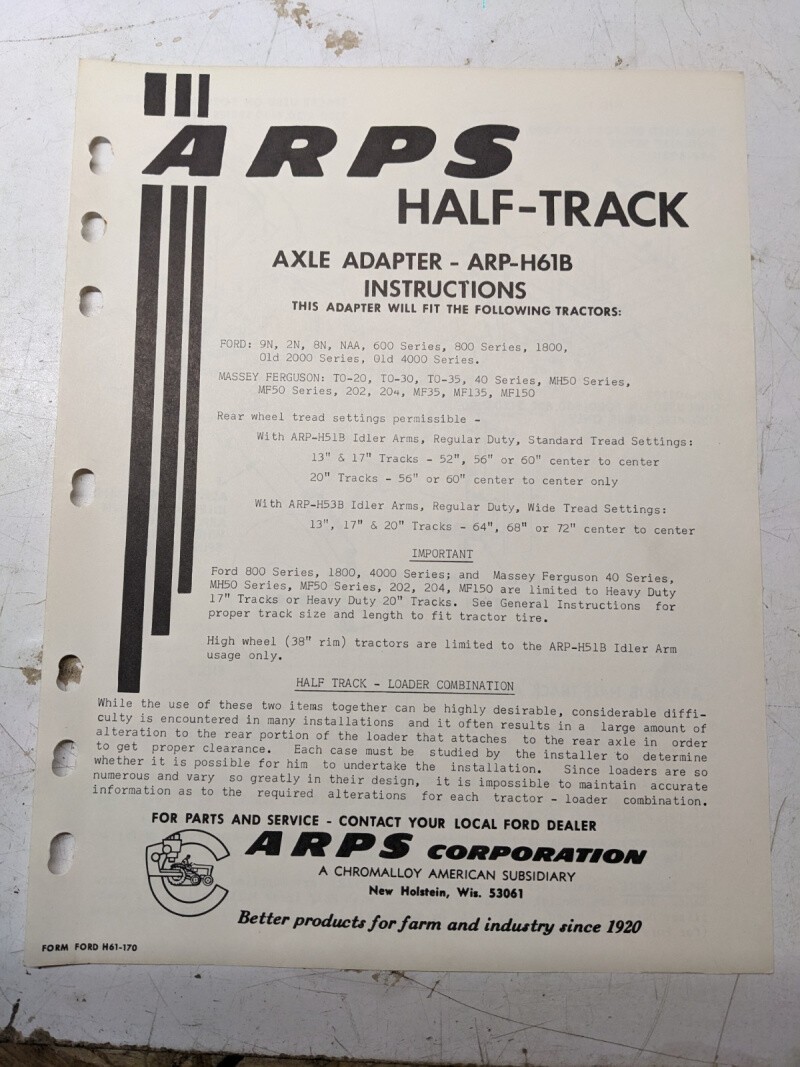 ARPS
HALF-TRACK
AXLE ADAPTER - ARP-H61B
INSTRUCTIONS
THIS ADAPTER WILL FIT THE FOLLOWING TRACTORS:
FORD: 9N, 2N, 8N, NAA, 600 Series, 800 Series, 1800,
Old 2000 Series, Old 4000 Series.
MASSEY FERGUSON: TO-20, TO-30, TO-35, 40 Series, MH50 Series,
MF50 Series, 202, 204, MF35, MF135, MF150
Rear wheel tread settings permissible -
With ARP-H51B Idler Arms, Regular Duty, Standard Tread Settings:
13" & 17" Tracks - 52", 56" or 60" center to center
20" Tracks - 56" or 60" center to center only
With ARP-H53B Idler Arms, Regular Duty, Wide Tread Settings:
13", 17" & 20" Tracks - 64", 68" or 72" center to center
IMPORTANT
Ford 800 Series, 1800, 4000 Series; and Massey Ferguson 40 Series,
MH50 Series, MF50 Series, 202, 204, MF150 are limited to Heavy Duty
17" Tracks or Heavy Duty 20" Tracks. See General Instructions for
proper track size and length to fit tractor tire.
High wheel (38" rim) tractors are limited to the ARP-H51B Idler Arm
usage only.
HALF TRACK - LOADER COMBINATION
While the use of these two items together can be highly desirable, considerable diffi-
culty is encountered in many installations and it often results in a large amount of
alteration to the rear portion of the loader that attaches to the rear axle in order
to get proper clearance. Each case must be studied by the installer to determine
whether it is possible for him to undertake the installation. Since loaders are so
numerous and vary so greatly in their design, it is impossible to maintain accurate
information as to the required alterations for each tractor - loader combination.
FOR PARTS AND SERVICE - CONTACT YOUR LOCAL FORD DEALER
ARPS CORPORATION
A CHROMALLOY AMERICAN SUBSIDIARY
New Holstein, Wis. 53061
Better products for farm and industry since 1920
FORM FORD H61-170